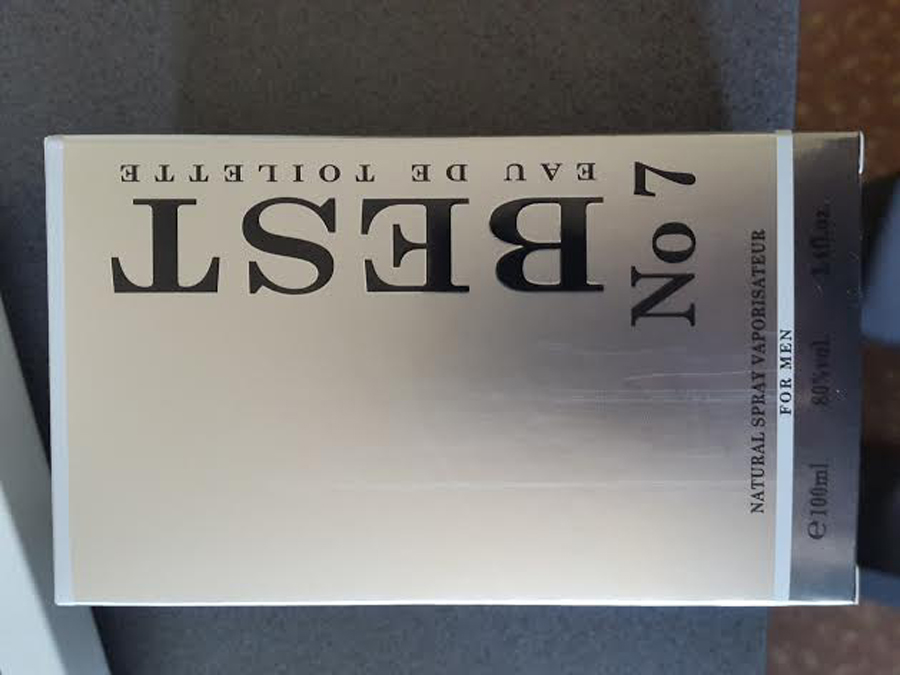 BEST
EAU DE TOILETTE
No 7
NATURAL SPRAY VAPORISATEUR
FOR MEN
℮100ml 80%vol. 3.4fl.oz.